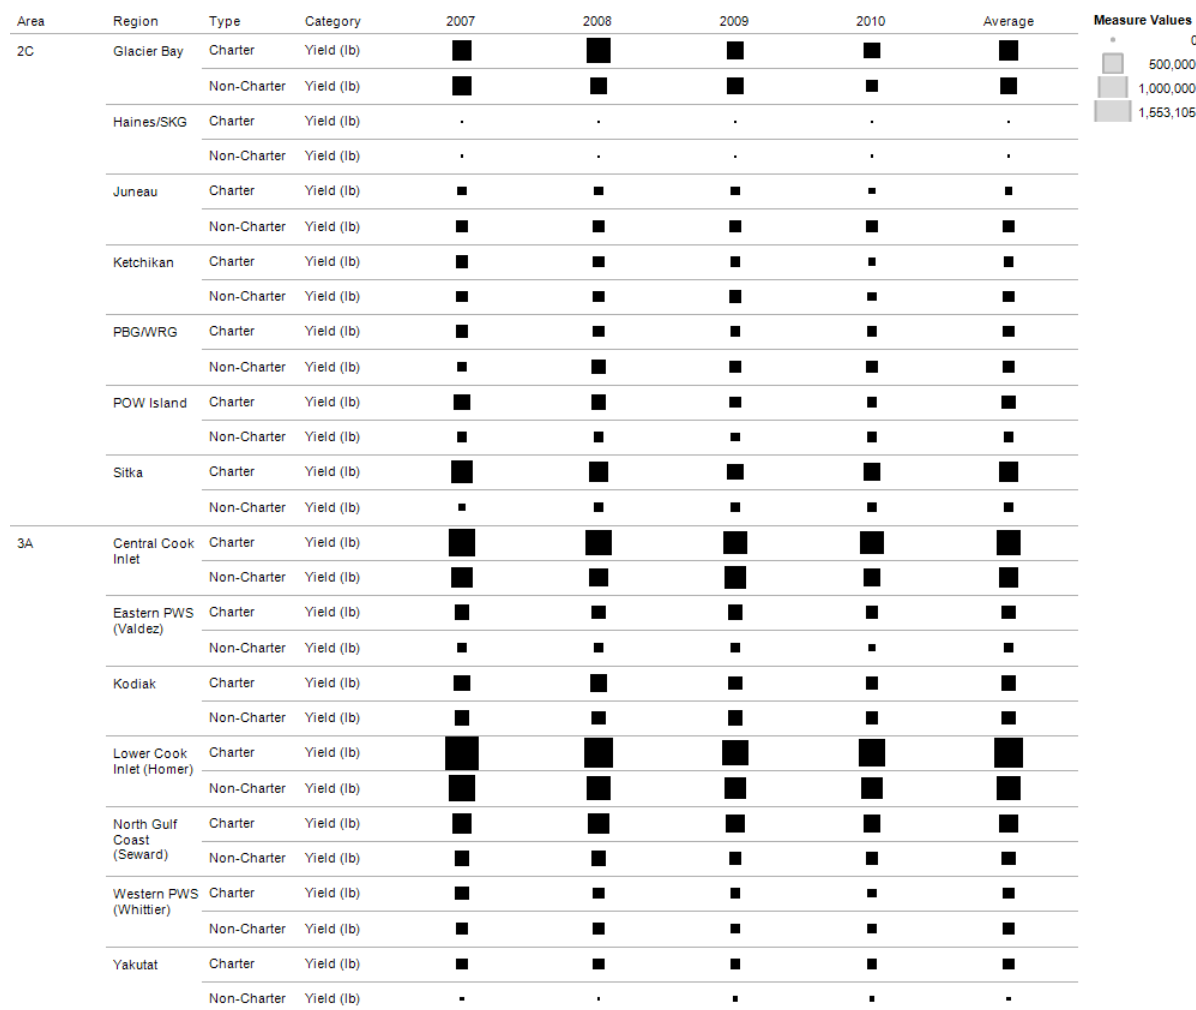 Area Region Type Category 2007 2008 2009 2010 Average
Measure Values
0
500,000
1,000,000
1,553,105
2C Glacier Bay Charter Yield (lb)
Non-Charter Yield (lb)
Haines/SKG Charter Yield (lb)
Non-Charter Yield (lb)
Juneau Charter Yield (lb)
Non-Charter Yield (lb)
Ketchikan Charter Yield (lb)
Non-Charter Yield (lb)
PBG/WRG Charter Yield (lb)
Non-Charter Yield (lb)
POW Island Charter Yield (lb)
Non-Charter Yield (lb)
Sitka Charter Yield (lb)
Non-Charter Yield (lb)
3A Central Cook Charter Yield (lb)
Inlet
Non-Charter Yield (lb)
Eastern PWS Charter Yield (lb)
(Valdez)
Non-Charter Yield (lb)
Kodiak Charter Yield (lb)
Non-Charter Yield (lb)
Lower Cook Charter Yield (lb)
Inlet (Homer)
Non-Charter Yield (lb)
North Gulf Charter Yield (lb)
Coast
(Seward)
Non-Charter Yield (lb)
Western PWS Charter Yield (lb)
(Whittier)
Non-Charter Yield (lb)
Yakutat Charter Yield (lb)
Non-Charter Yield (lb)